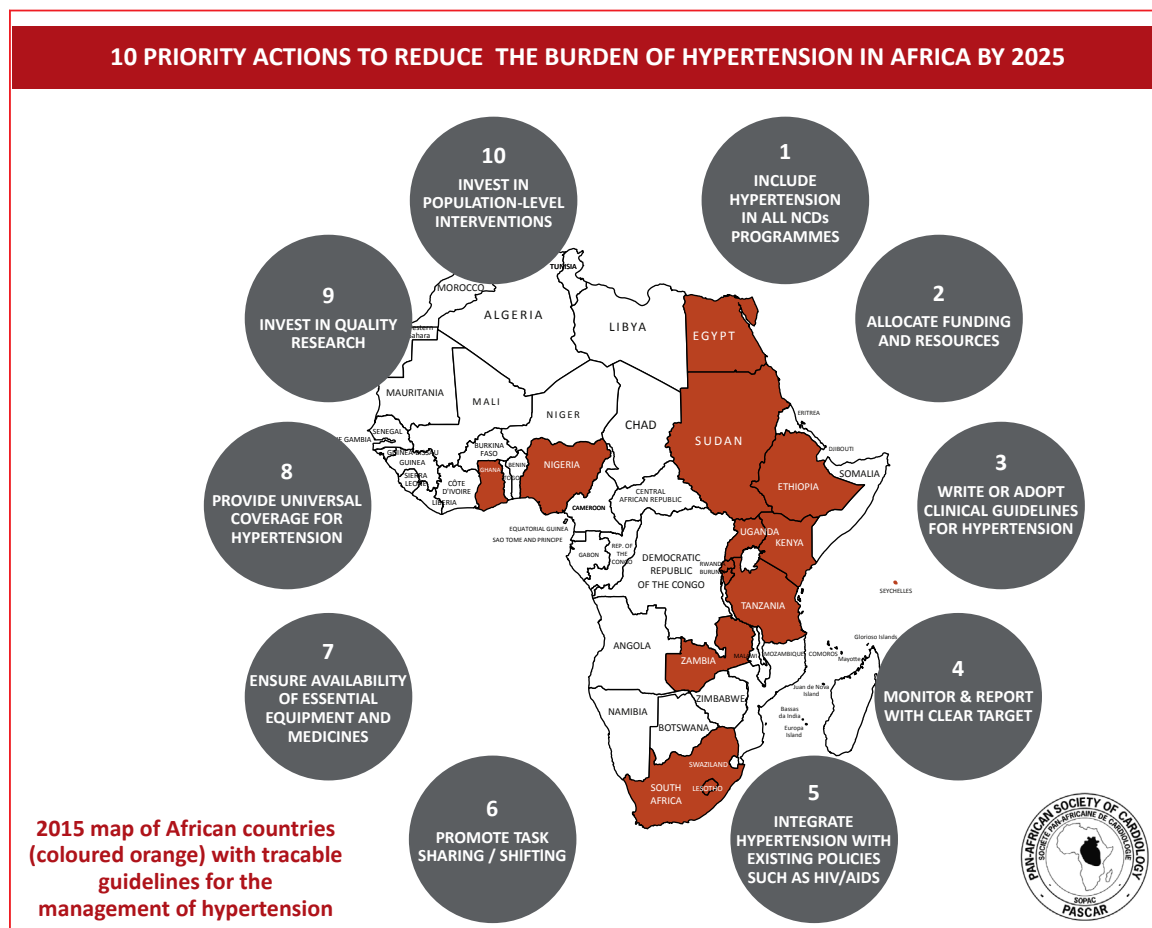 10 PRIORITY ACTIONS TO REDUCE THE BURDEN OF HYPERTENSION IN AFRICA BY 2025
10
INVEST IN
POPULATION-LEVEL
INTERVENTIONS
1
INCLUDE
HYPERTENSION
IN ALL NCDs
PROGRAMMES
2
ALLOCATE FUNDING
AND RESOURCES
9
INVEST IN QUALITY
RESEARCH
3
WRITE OR ADOPT
CLINICAL GUIDELINES
FOR HYPERTENSION
8
PROVIDE UNIVERSAL
COVERAGE FOR
HYPERTENSION
4
MONITOR & REPORT
WITH CLEAR TARGET
7
ENSURE AVAILABILITY
OF ESSENTIAL
EQUIPMENT AND
MEDICINES
5
INTEGRATE
HYPERTENSION WITH
EXISTING POLICIES
SUCH AS HIV/AIDS
6
PROMOTE TASK
SHARING / SHIFTING
TUNISIA
MOROCCO
ALGERIA
LIBYA
EGYPT
MAURITANIA
MALI
NIGER
CHAD
SUDAN
ERITREA
DJIBOUTI
SENEGAL
GAMBIA
GUINEA BISSAU
GUINEA
SIERRA
LEONE
LIBERIA
CÔTE
D'IVOIRE
BURKINA
FASO
GHANA
TOGO
BENIN
NIGERIA
CAMEROON
CENTRAL
AFRICAN REPUBLIC
ETHIOPIA
SOMALIA
EQUATORIAL GUINEA
SAO TOME AND PRINCIPE
GABON
REP. OF
THE
CONGO
DEMOCRATIC
REPUBLIC
OF THE CONGO
UGANDA
KENYA
RWANDA
BURUNDI
TANZANIA
SEYCHELLES
ANGOLA
ZAMBIA
MALAWI
MOZAMBIQUE
COMOROS
Glorioso Islands
Mayotte
Juan de Nova
Island
Bassas
da India
Europa
Island
NAMIBIA
ZIMBABWE
BOTSWANA
SWAZILAND
LESOTHO
SOUTH
AFRICA
2015 map of African countries
(coloured orange) with tracable
guidelines for the
management of hypertension
PAN-AFRICAN SOCIETY OF CARDIOLOGY
SOCIÉTÉ PAN-AFRICAINE DE CARDIOLOGIE
SOPAC
PASCAR